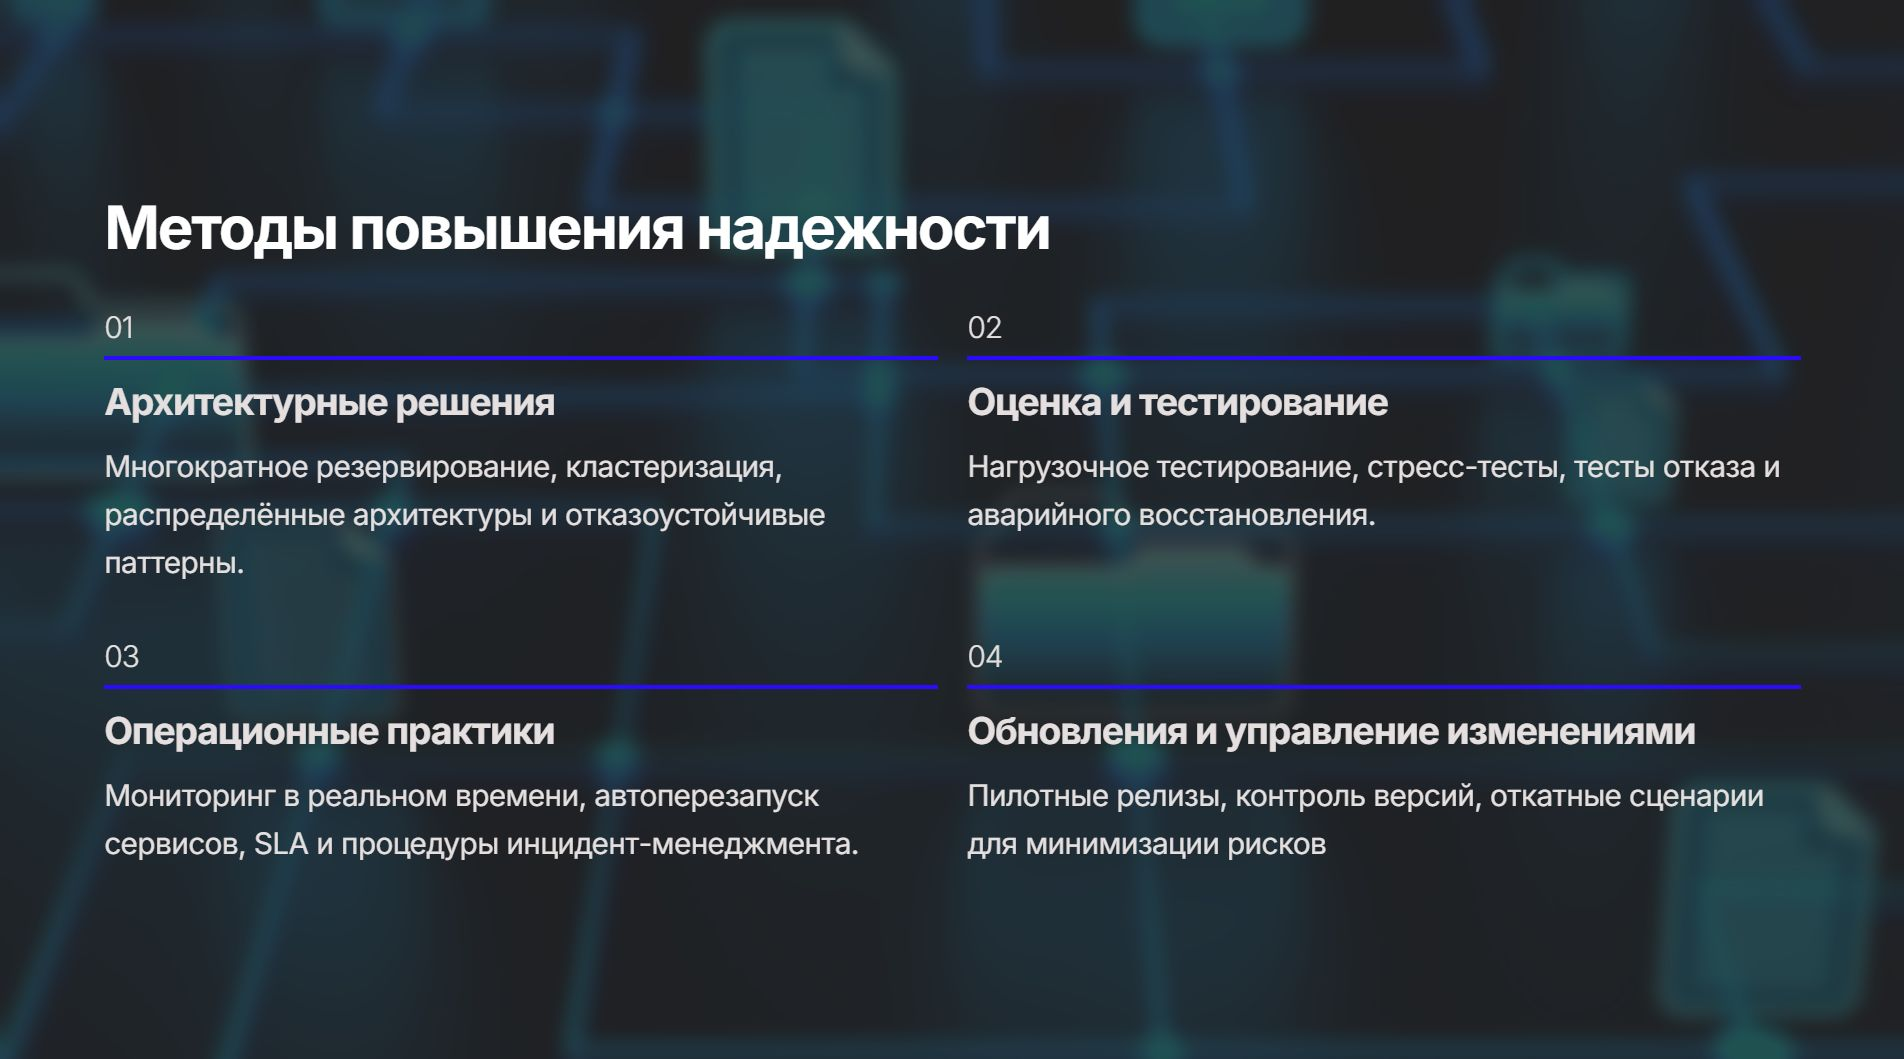 Методы повышения надежности
01
Архитектурные решения
Многократное резервирование, кластеризация,
распределённые архитектуры и отказоустойчивые
паттерны.
02
Оценка и тестирование
Нагрузочное тестирование, стресс-тесты, тесты отказа и
аварийного восстановления.
03
Операционные практики
Мониторинг в реальном времени, автоперезапуск
сервисов, SLA и процедуры инцидент-менеджмента.
04
Обновления и управление изменениями
Пилотные релизы, контроль версий, откатные сценарии
для минимизации рисков